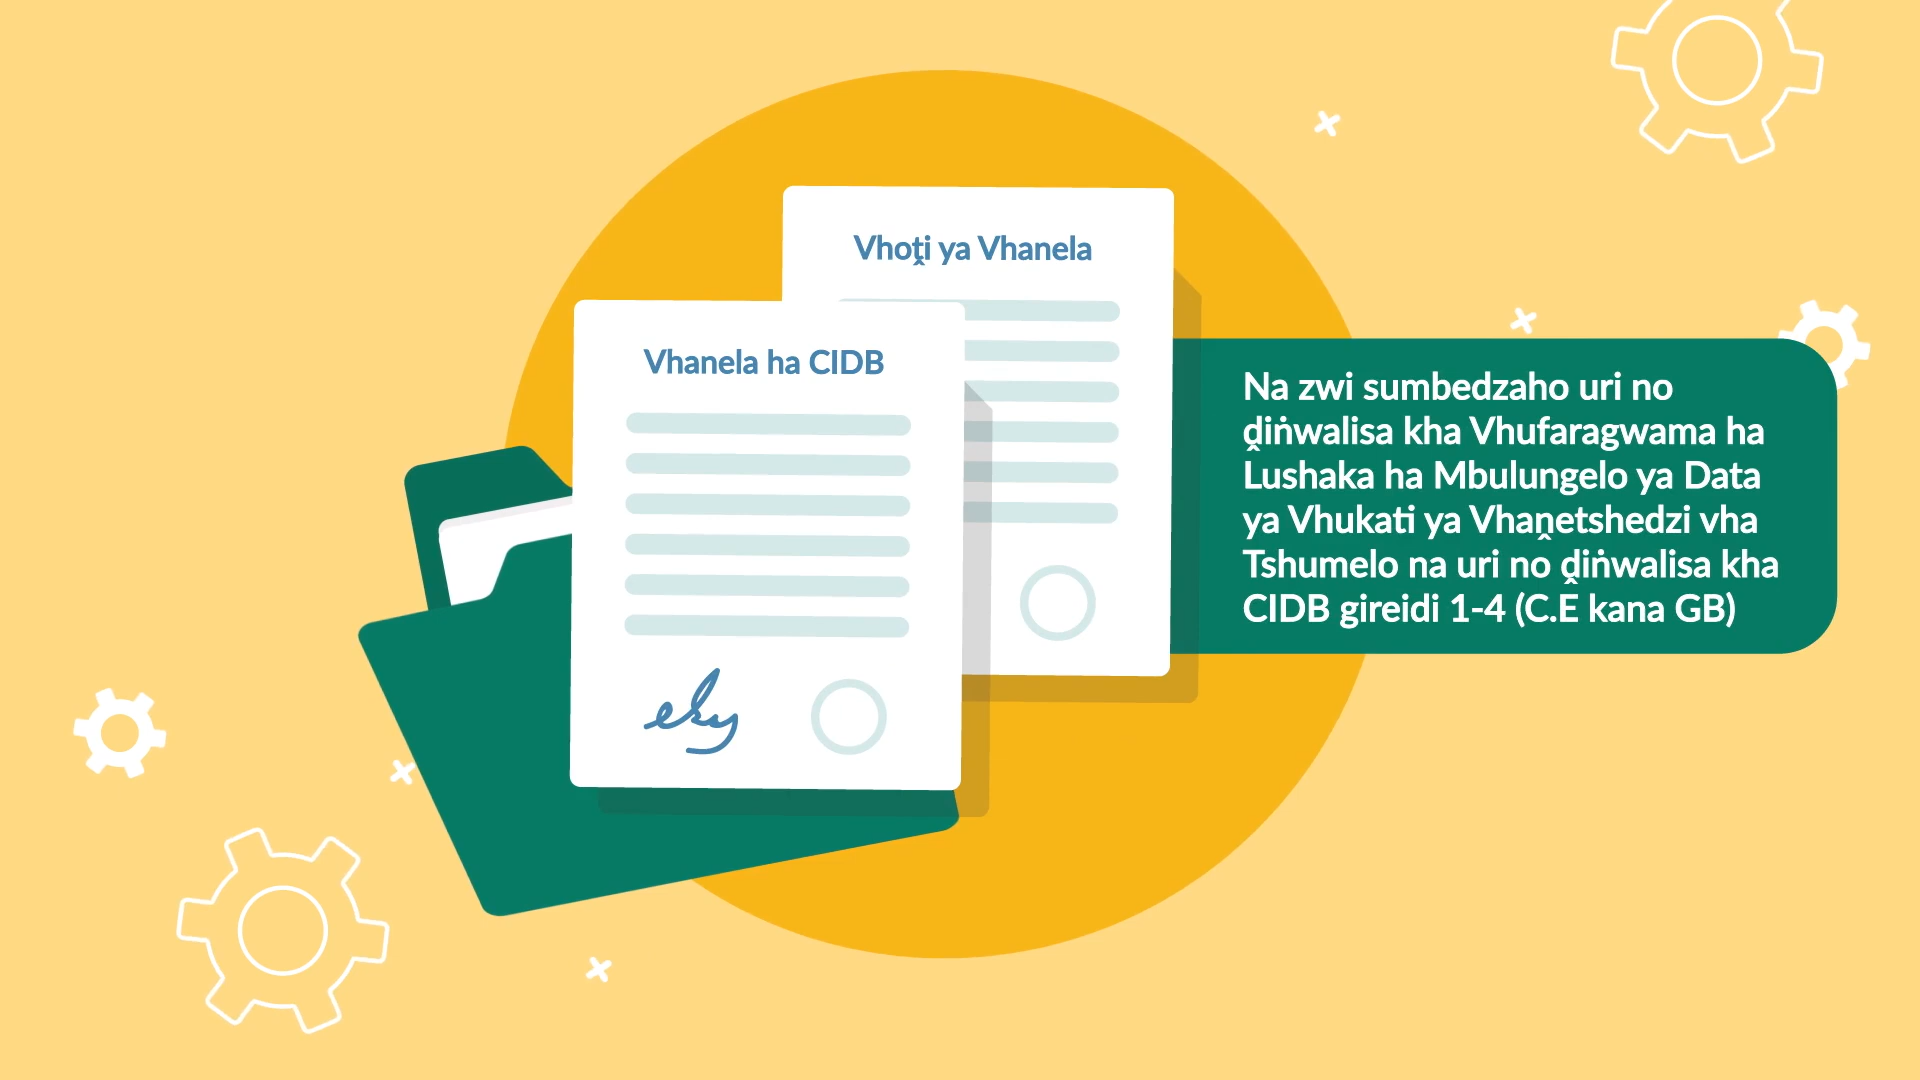 Vhoṱi ya Vhanela
Vhanela ha CIDB
Na zwi sumbedzaho uri no
ḓiṅwalisa kha Vhufaragwama ha
Lushaka ha Mbulungelo ya Data
ya Vhukati ya Vhaṋetshedzi vha
Tshumelo na uri no ḓiṅwalisa kha
CIDB gireidi 1-4 (C.E kana GB)